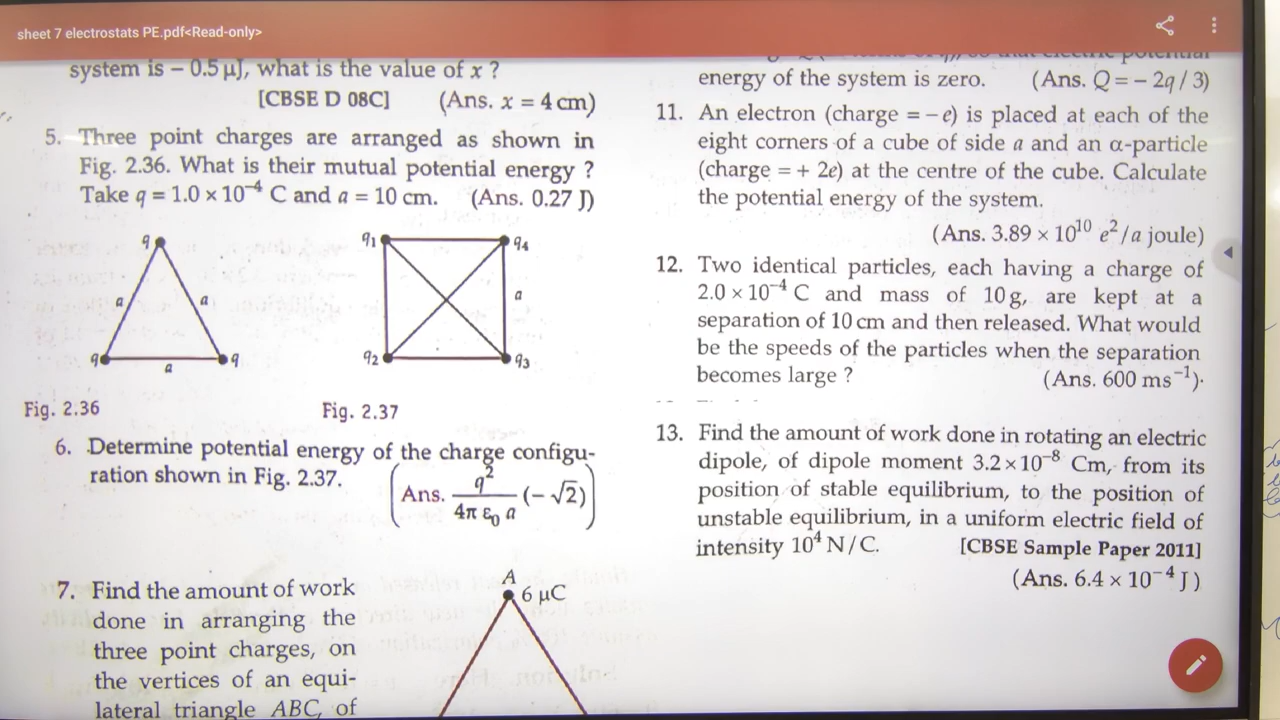 sheet 7 electrostats PE.pdf<Read-only>
system is – 0.5 μJ, what is the value of x ?
[CBSE D 08C] (Ans. x = 4 cm)
5. Three point charges are arranged as shown in
Fig. 2.36. What is their mutual potential energy ?
Take q = 1.0 × 10⁻⁴ C and a = 10 cm. (Ans. 0.27 J)
q
a a
q q
a
Fig. 2.36
q₁ q₄
a
q₂ q₃
Fig. 2.37
6. Determine potential energy of the charge configu-
ration shown in Fig. 2.37.
(Ans. q² / 4π ε₀ a (– √2))
7. Find the amount of work
done in arranging the
three point charges, on
the vertices of an equi-
lateral triangle ABC, of
A
6 μC
electric potential
energy of the system is zero. (Ans. Q = – 2q / 3)
11. An electron (charge = – e) is placed at each of the
eight corners of a cube of side a and an α-particle
(charge = + 2e) at the centre of the cube. Calculate
the potential energy of the system.
(Ans. 3.89 × 10¹⁰ e² / a joule)
12. Two identical particles, each having a charge of
2.0 × 10⁻⁴ C and mass of 10 g, are kept at a
separation of 10 cm and then released. What would
be the speeds of the particles when the separation
becomes large ? (Ans. 600 ms⁻¹).
13. Find the amount of work done in rotating an electric
dipole, of dipole moment 3.2 × 10⁻⁸ Cm, from its
position of stable equilibrium, to the position of
unstable equilibrium, in a uniform electric field of
intensity 10⁴ N / C. [CBSE Sample Paper 2011]
(Ans. 6.4 × 10⁻⁴ J)